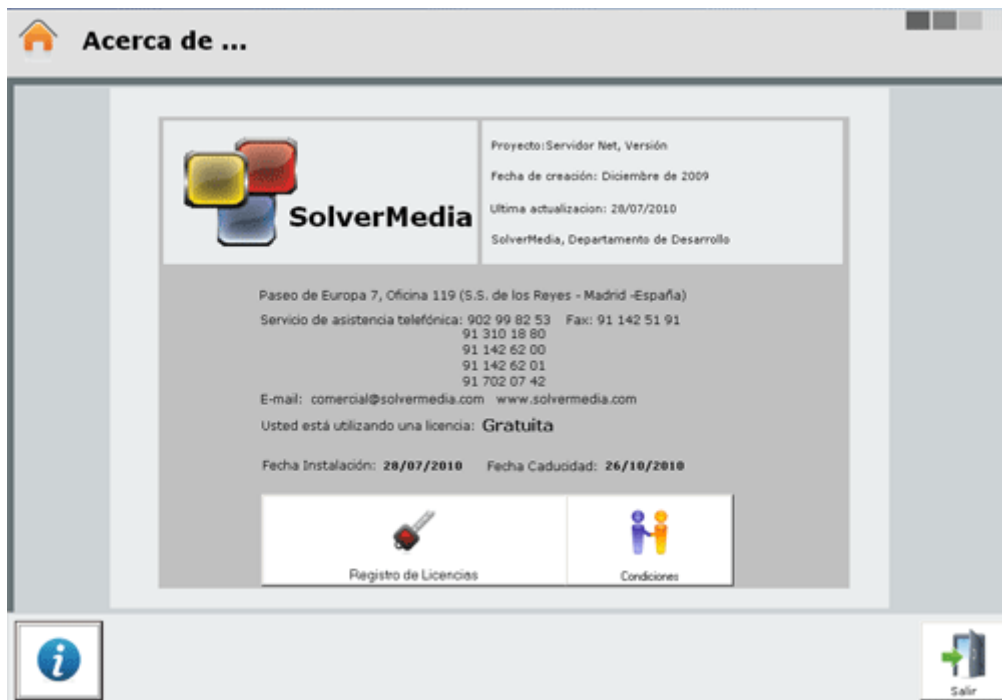 Acerca de ...
SolverMedia
Proyecto:Servidor Net, Versión
Fecha de creación: Diciembre de 2009
Ultima actualizacion: 28/07/2010
SolverMedia, Departamento de Desarrollo
Paseo de Europa 7, Oficina 119 (S.S. de los Reyes - Madrid -España)
Servicio de asistencia telefónica: 902 99 82 53 Fax: 91 142 51 91
91 310 18 80
91 142 62 00
91 142 62 01
91 702 07 42
E-mail: comercial@solvermedia.com www.solvermedia.com
Usted está utilizando una licencia: Gratuita
Fecha Instalación: 28/07/2010 Fecha Caducidad: 26/10/2010
Registro de Licencias
Condiciones
i
Salir